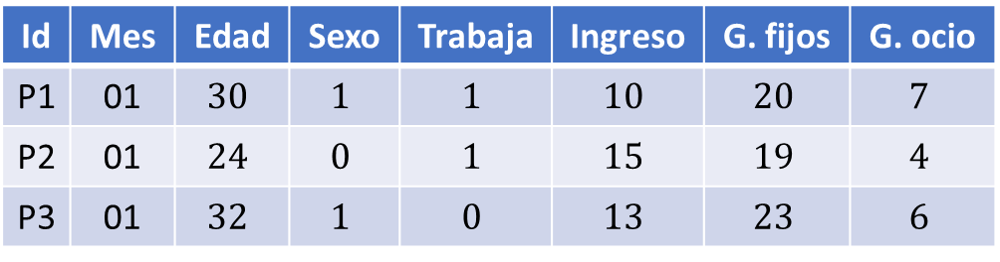 Id Mes Edad Sexo Trabaja Ingreso G. fijos G. ocio
P1 01 30 1 1 10 20 7
P2 01 24 0 1 15 19 4
P3 01 32 1 0 13 23 6